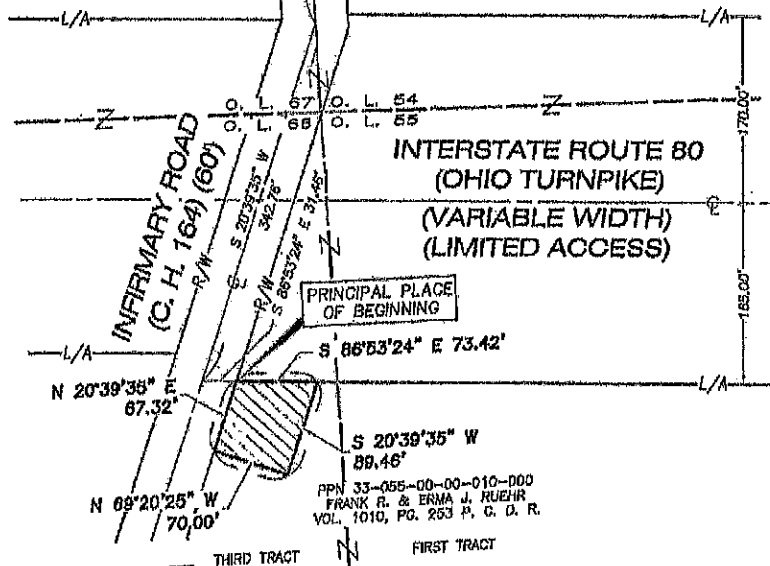 L/A
L/A
O. L. 67 O. L. 54
O. L. 68 O. L. 55
170.00'
INFIRMARY ROAD
(C. H. 164) (60')
R/W
S 20°39'35" W
342.76'
R/W
S 86°53'24" E 31.46'
INTERSTATE ROUTE 80
(OHIO TURNPIKE)
(VARIABLE WIDTH)
(LIMITED ACCESS)
165.00'
PRINCIPAL PLACE
OF BEGINNING
L/A
S 86°53'24" E 73.42'
L/A
N 20°39'35" E
67.32'
S 20°39'35" W
89.46'
N 69°20'25" W
70.00'
PPN 33-055-00-00-010-000
FRANK R. & ERMA J. RUEHR
VOL. 1010, PG. 253 P. C. D. R.
THIRD TRACT
FIRST TRACT